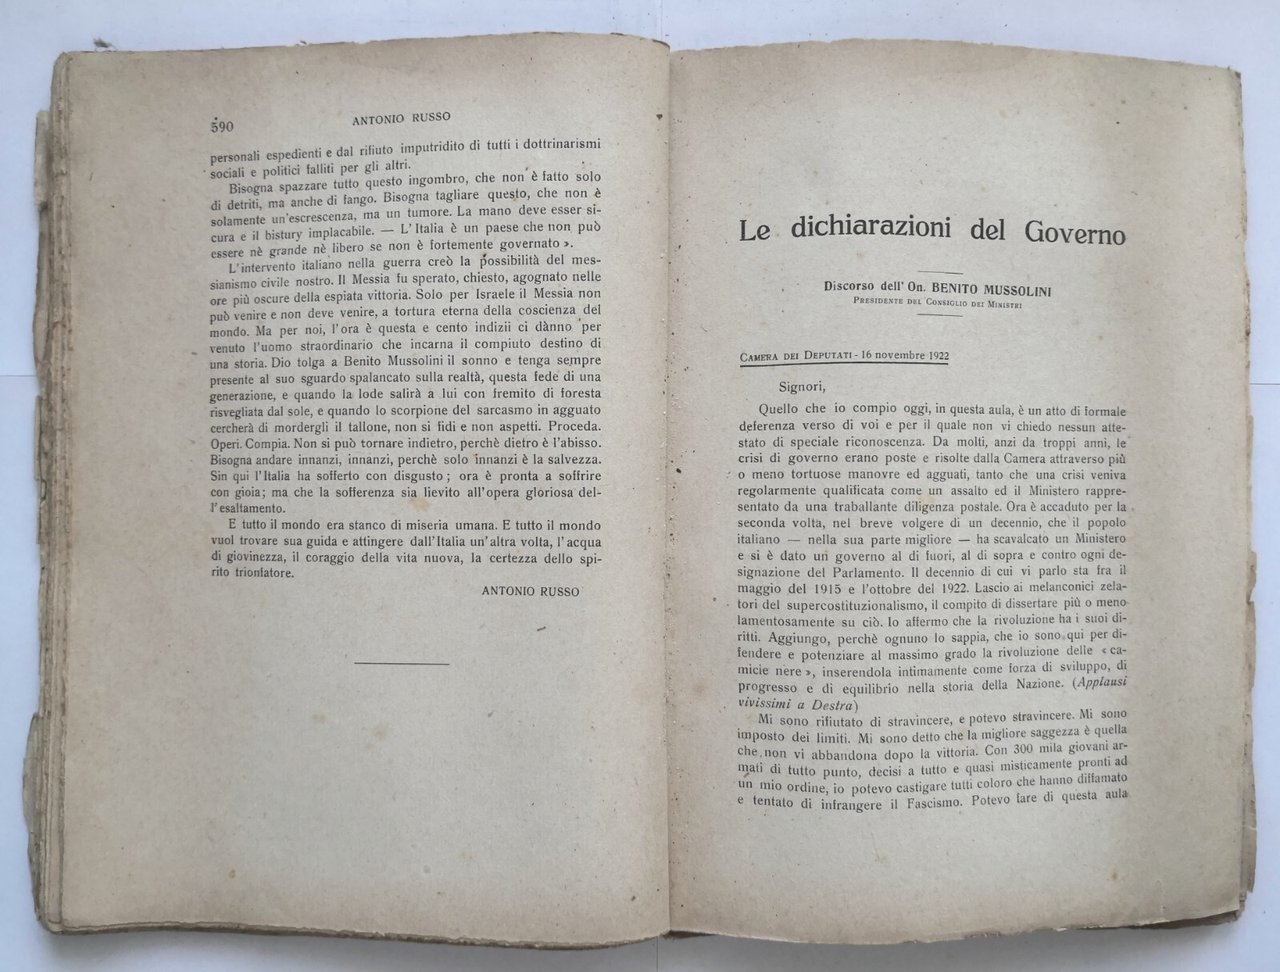 590
ANTONIO RUSSO
personali espedienti e dal rifiuto imputridito di tutti i dottrinarismi
sociali e politici falliti per gli altri.
Bisogna spazzare tutto questo ingombro, che non è fatto solo
di detriti, ma anche di fango. Bisogna tagliare questo, che non è
solamente un'escrescenza, ma un tumore. La mano deve esser si-
cura e il bistury implacabile. — L'Italia è un paese che non può
essere nè grande nè libero se non è fortemente governato ».
L'intervento italiano nella guerra creò la possibilità del mes-
sianismo civile nostro. Il Messia fu sperato, chiesto, agognato nelle
ore più oscure della espiata vittoria. Solo per Israele il Messia non
può venire e non deve venire, a tortura eterna della coscienza del
mondo. Ma per noi, l'ora è questa e cento indizii ci dànno per
venuto l'uomo straordinario che incarna il compiuto destino di
una storia. Dio tolga a Benito Mussolini il sonno e tenga sempre
presente al suo sguardo spalancato sulla realtà, questa fede di una
generazione, e quando la lode salirà a lui con fremito di foresta
risvegliata dal sole, e quando lo scorpione del sarcasmo in agguato
cercherà di mordergli il tallone, non si fidi e non aspetti. Proceda.
Operi. Compia. Non si può tornare indietro, perchè dietro è l'abisso.
Bisogna andare innanzi, innanzi, perchè solo innanzi è la salvezza.
Sin qui l'Italia ha sofferto con disgusto; ora è pronta a soffrire
con gioia; ma che la sofferenza sia lievito all'opera gloriosa del-
l'esaltamento.
E tutto il mondo era stanco di miseria umana. E tutto il mondo
vuol trovare sua guida e attingere dall'Italia un'altra volta, l'acqua
di giovinezza, il coraggio della vita nuova, la certezza dello spi-
rito trionfatore.
ANTONIO RUSSO
Le dichiarazioni del Governo
Discorso dell' On. BENITO MUSSOLINI
PRESIDENTE DEL CONSIGLIO DEI MINISTRI
CAMERA DEI DEPUTATI - 16 novembre 1922
Signori,
Quello che io compio oggi, in questa aula, è un atto di formale
deferenza verso di voi e per il quale non vi chiedo nessun atte-
stato di speciale riconoscenza. Da molti, anzi da troppi anni, le
crisi di governo erano poste e risolte dalla Camera attraverso più
o meno tortuose manovre ed agguati, tanto che una crisi veniva
regolarmente qualificata come un assalto ed il Ministero rappre-
sentato da una traballante diligenza postale. Ora è accaduto per la
seconda volta, nel breve volgere di un decennio, che il popolo
italiano — nella sua parte migliore — ha scavalcato un Ministero
e si è dato un governo al di fuori, al di sopra e contro ogni de-
signazione del Parlamento. Il decennio di cui vi parlo sta fra il
maggio del 1915 e l'ottobre del 1922. Lascio ai melanconici zela-
tori del supercostituzionalismo, il compito di dissertare più o meno
lamentosamente su ciò. Io affermo che la rivoluzione ha i suoi di-
ritti. Aggiungo, perchè ognuno lo sappia, che io sono qui per di-
fendere e potenziare al massimo grado la rivoluzione delle « ca-
micie nere », inserendola intimamente come forza di sviluppo, di
progresso e di equilibrio nella storia della Nazione. (Applausi
vivissimi a Destra)
Mi sono rifiutato di stravincere, e potevo stravincere. Mi sono
imposto dei limiti. Mi sono detto che la migliore saggezza è quella
che non vi abbandona dopo la vittoria. Con 300 mila giovani ar-
mati di tutto punto, decisi a tutto e quasi misticamente pronti ad
un mio ordine, io potevo castigare tutti coloro che hanno diffamato
e tentato di infrangere il Fascismo. Potevo fare di questa aula